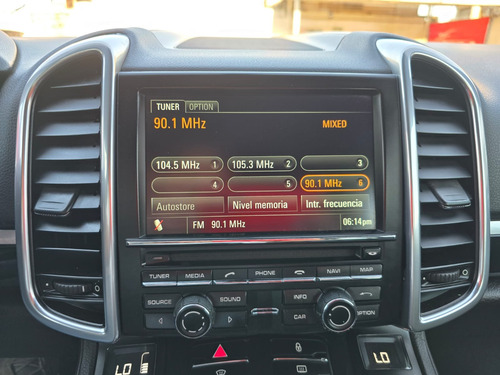 TUNER OPTION
90.1 MHz MIXED
104.5 MHz 1 105.3 MHz 2 3
4 5 90.1 MHz 6
Autostore Nivel memoria Intr. frecuencia
FM 90.1 MHz 06:14pm
TUNER MEDIA PHONE NAVI MAP
SOURCE SOUND INFO
CAR OPTION
LO LO